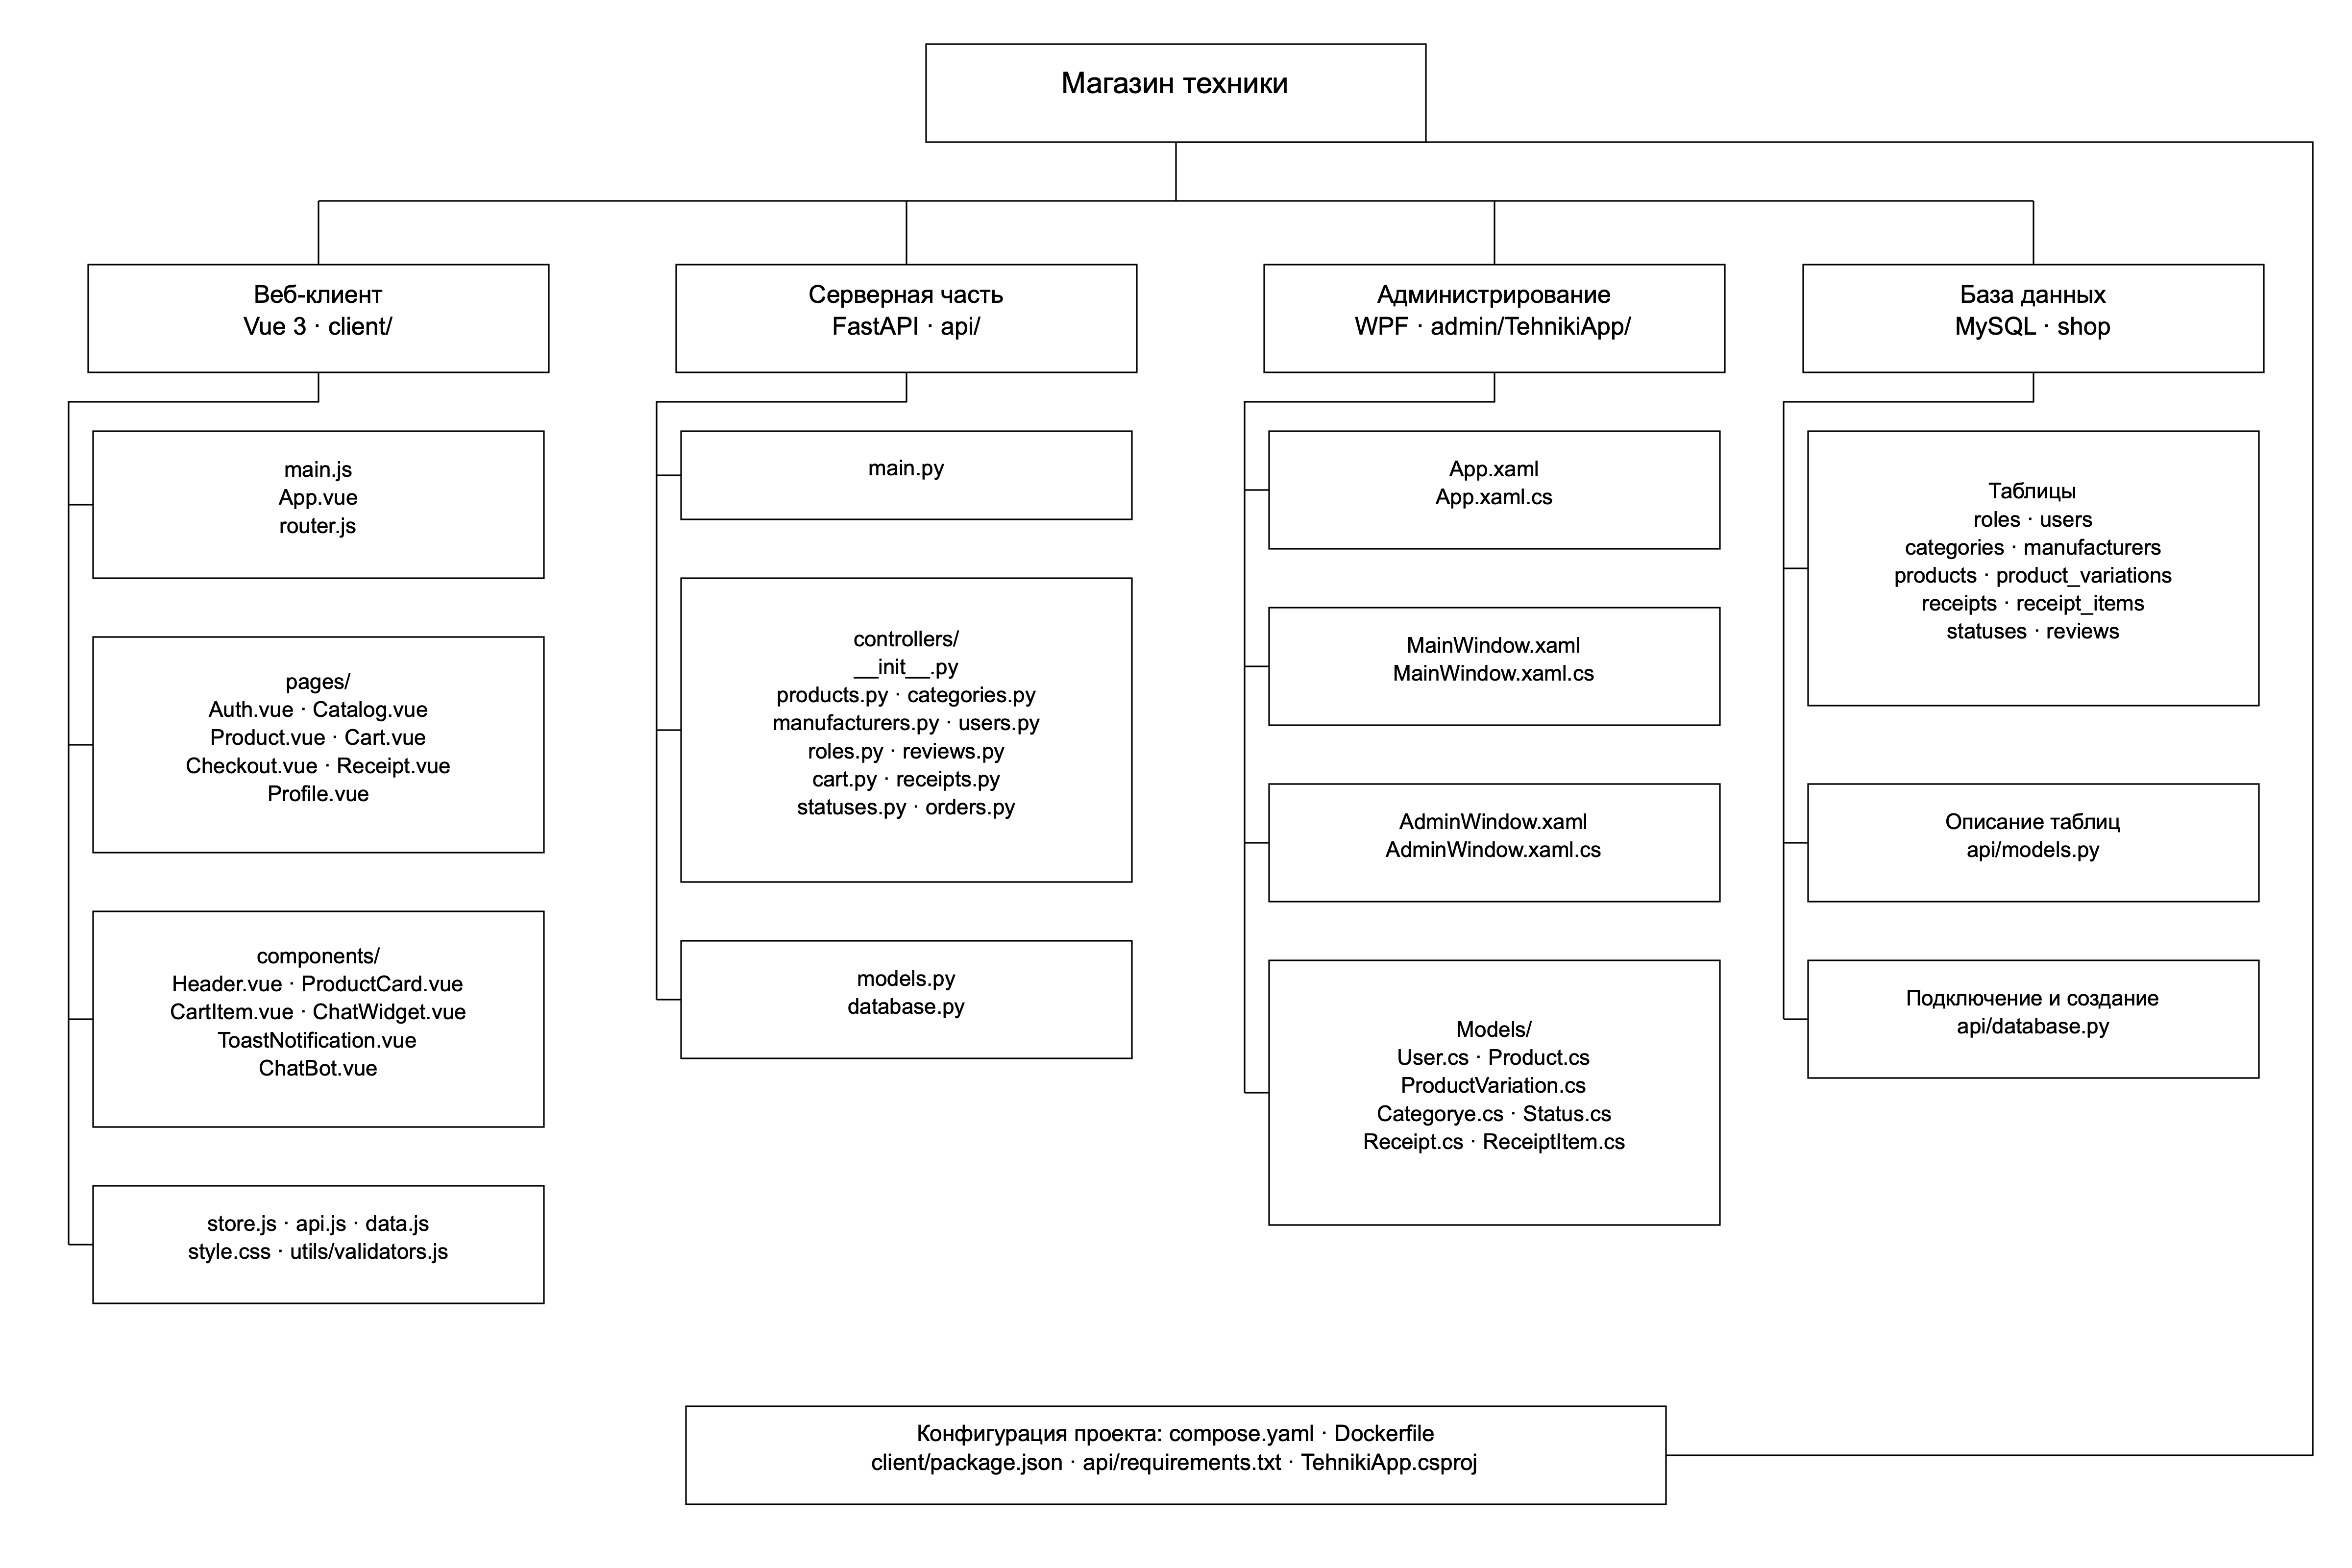 Магазин техники
Веб-клиент
Vue 3 · client/
main.js
App.vue
router.js
pages/
Auth.vue · Catalog.vue
Product.vue · Cart.vue
Checkout.vue · Receipt.vue
Profile.vue
components/
Header.vue · ProductCard.vue
CartItem.vue · ChatWidget.vue
ToastNotification.vue
ChatBot.vue
store.js · api.js · data.js
style.css · utils/validators.js
Серверная часть
FastAPI · api/
main.py
controllers/
__init__.py
products.py · categories.py
manufacturers.py · users.py
roles.py · reviews.py
cart.py · receipts.py
statuses.py · orders.py
models.py
database.py
Администрирование
WPF · admin/TehnikiApp/
App.xaml
App.xaml.cs
MainWindow.xaml
MainWindow.xaml.cs
AdminWindow.xaml
AdminWindow.xaml.cs
Models/
User.cs · Product.cs
ProductVariation.cs
Categorye.cs · Status.cs
Receipt.cs · ReceiptItem.cs
База данных
MySQL · shop
Таблицы
roles · users
categories · manufacturers
products · product_variations
receipts · receipt_items
statuses · reviews
Описание таблиц
api/models.py
Подключение и создание
api/database.py
Конфигурация проекта: compose.yaml · Dockerfile
client/package.json · api/requirements.txt · TehnikiApp.csproj